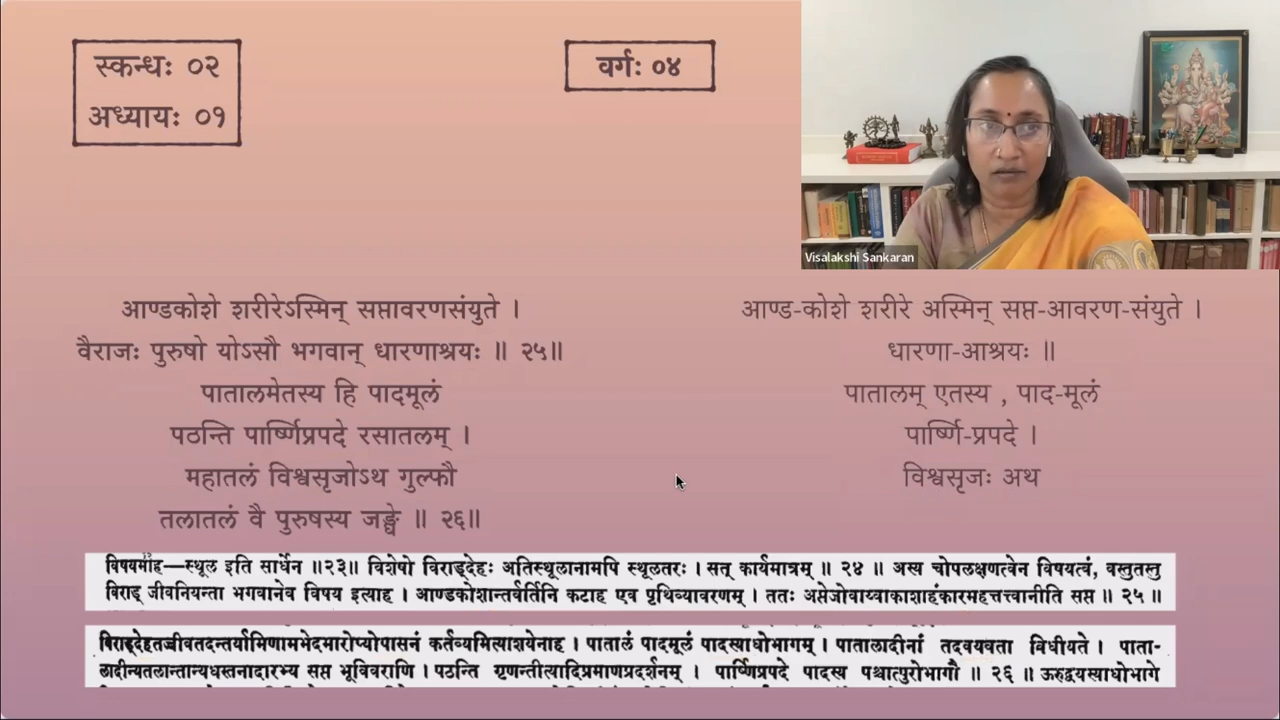 स्कन्धः ०२
अध्यायः ०१
वर्गः ०४
Visalakshi Sankaran
आण्डकोशे शरीरेऽस्मिन् सप्तावरणसंयुते ।
वैराजः पुरुषो योऽसौ भगवान् धारणाश्रयः ॥ २५॥
पातालमेतस्य हि पादमूलं
पठन्ति पार्ष्णिप्रपदे रसातलम् ।
महातलं विश्वसृजोऽथ गुल्फौ
तलातलं वै पुरुषस्य जङ्घे ॥ २६॥
आण्ड-कोशे शरीरे अस्मिन् सप्त-आवरण-संयुते ।
धारणा-आश्रयः ॥
पातालम् एतस्य , पाद-मूलं
पार्ष्णि-प्रपदे ।
विश्वसृजः अथ
विषयमाह—स्थूल इति सार्धेन ॥२३॥ विशेषो विराड्देहः अतिस्थूलानामपि स्थूलतरः । सत् कार्यमात्रम् ॥ २४ ॥ अस्य चोपलक्षणत्वेन विषयत्वं, वस्तुतस्तु
विराड् जीवनियन्ता भगवानेव विषय इत्याह । आण्डकोशान्तर्वर्तिनि कटाह एव पृथिव्यावरणम् । ततः अप्तेजोवाय्वाकाशाहंकारमहत्तत्त्वानीति सप्त ॥ २५ ॥
विराड्देहतज्जीवतदन्तर्यामिणामभेदमारोप्योपासनं कर्तव्यमित्याशयेनाह । पातालं पादमूलं पादस्याधोभागम् । पातालादीनां तदवयवता विधीयते । पाता-
लादीन्यतलान्तान्यधस्तनादारभ्य सप्त भूविवराणि । पठन्ति गृणन्तीत्यादिप्रमाणप्रदर्शनम् । पार्ष्णिप्रपदे पादस्य पश्चात्पुरोभागौ ॥ २६ ॥ ऊरुद्वयस्याधोभागे